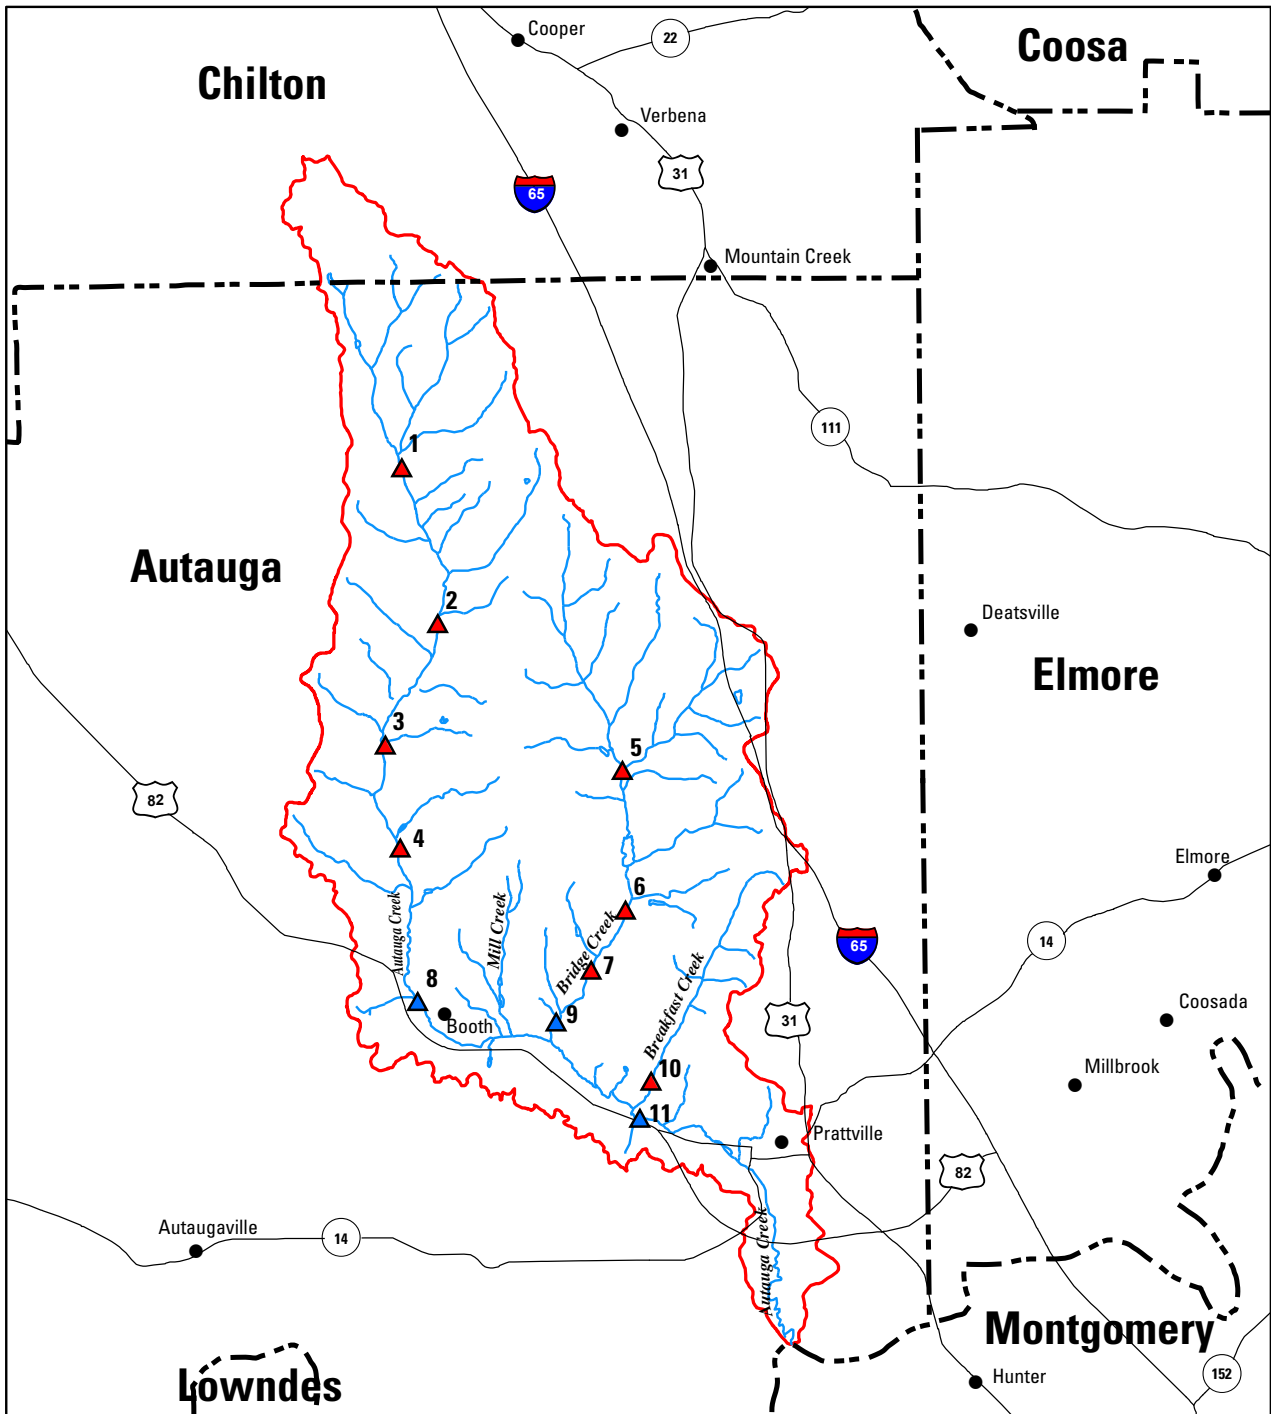 Cooper
22
Coosa
Chilton
Verbena
31
65
Mountain Creek
111
1
Autauga
2
Deatsville
Elmore
3
5
82
4
Elmore
6
Autauga Creek
Mill Creek
Bridge Creek
14
65
7
Breakfast Creek
8
Booth
9
31
Coosada
Millbrook
10
11
Prattville
82
Autaugaville
14
Autauga Creek
Montgomery
152
Hunter
Lowndes